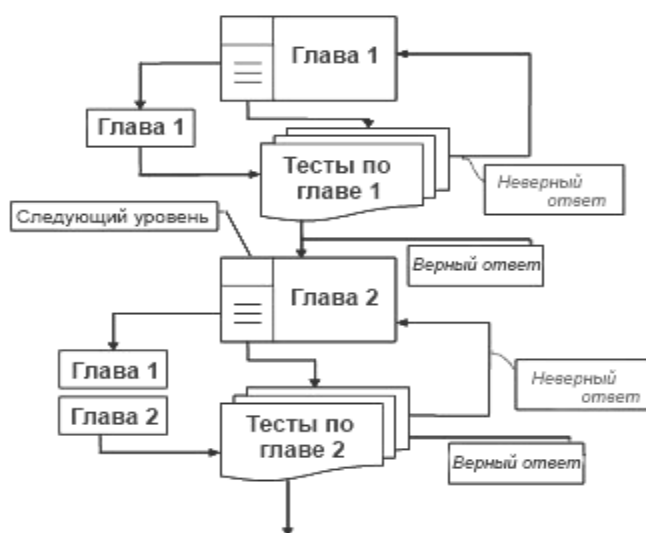 Глава 1
Глава 1
Тесты по
главе 1
Неверный
ответ
Следующий уровень
Верный ответ
Глава 2
Глава 1
Глава 2
Неверный
ответ
Тесты по
главе 2
Верный ответ